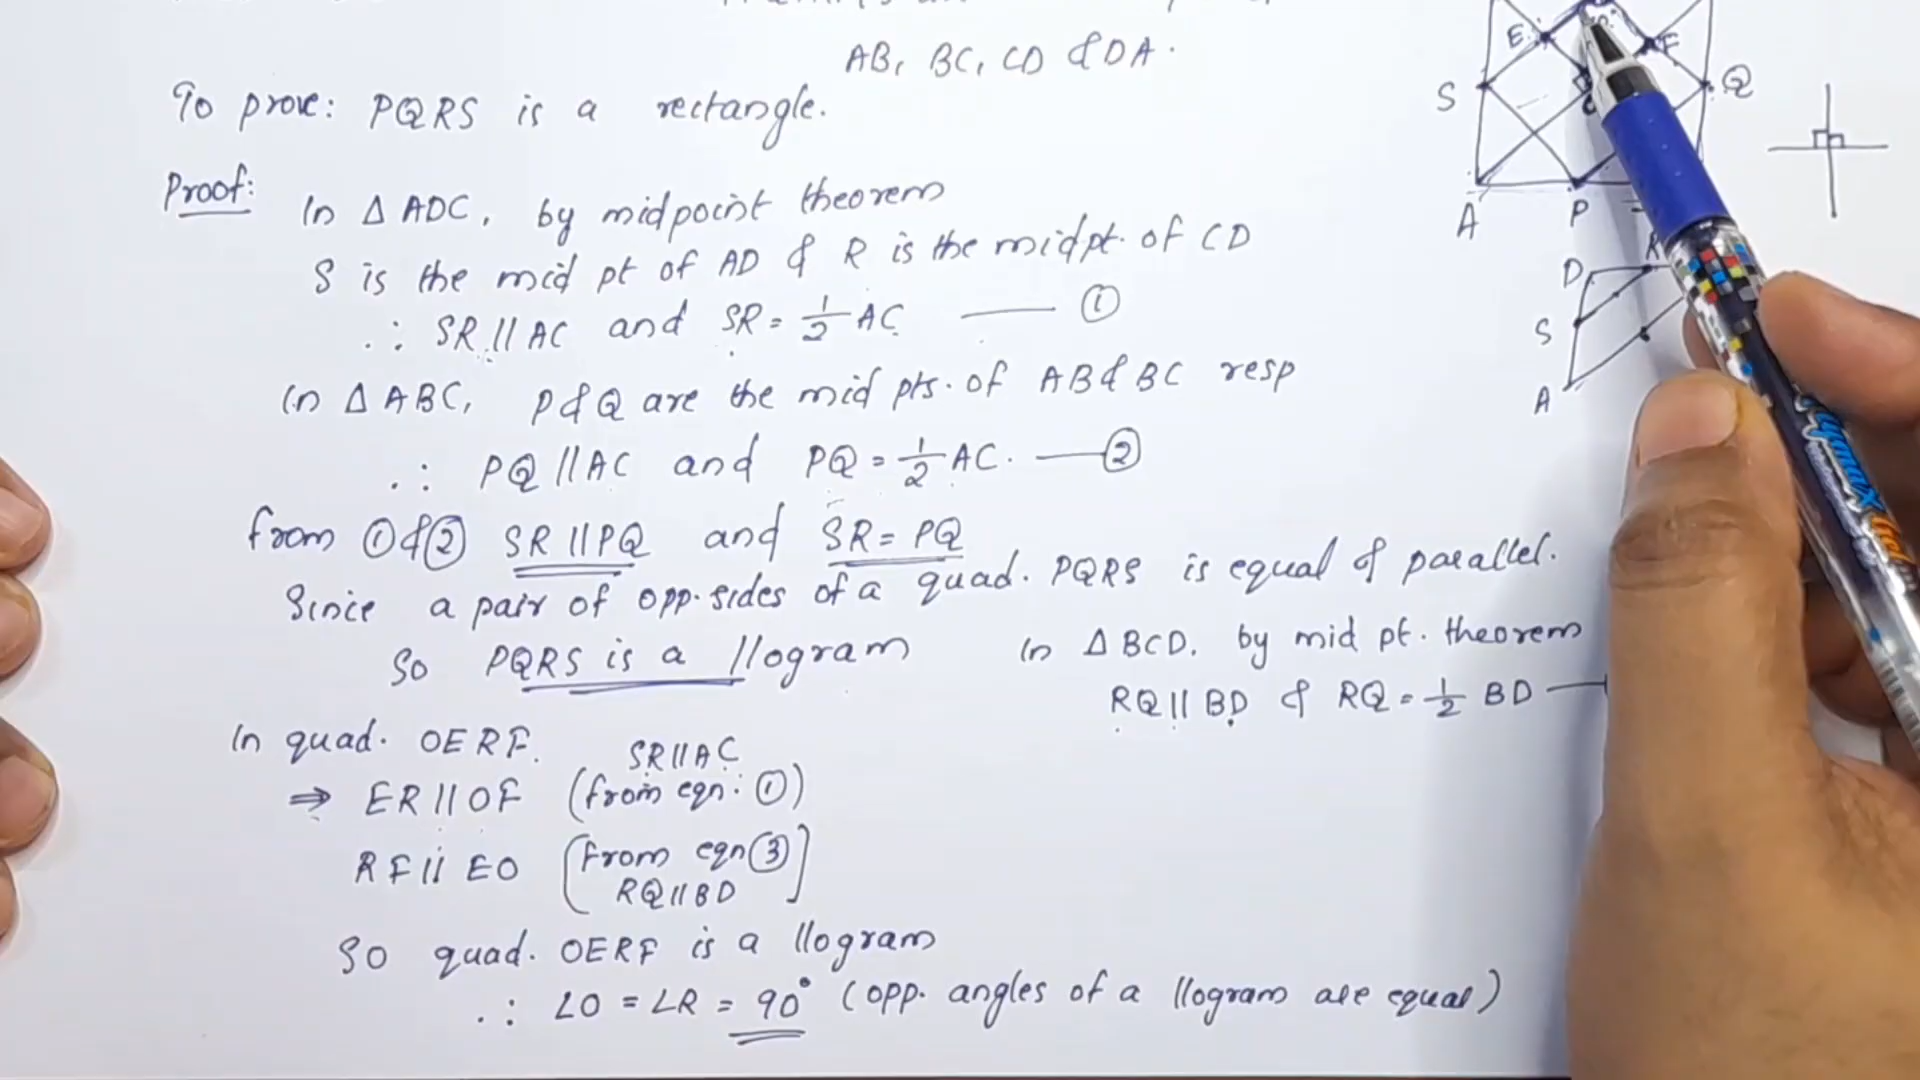 AB, BC, CD & DA.
To prove: PQRS is a rectangle.
Proof:
In Δ ADC, by midpoint theorem
S is the mid pt of AD & R is the midpt. of CD
∴ SR || AC and SR = 1/2 AC —— ①
In Δ ABC, P & Q are the mid pts. of AB & BC resp
∴ PQ || AC and PQ = 1/2 AC. —— ②
from ① & ② SR || PQ and SR = PQ
Since a pair of opp. sides of a quad. PQRS is equal & parallel.
So PQRS is a ||ogram
In Δ BCD, by mid pt. theorem
RQ || BD & RQ = 1/2 BD —
In quad. OERF.
SR || AC
⇒ ER || OF (from eqn: ①)
RF || EO [From eqn ③
RQ || BD]
So quad. OERF is a ||ogram
∴ ∠O = ∠R = 90° (opp. angles of a ||ogram are equal)
E F
S Q
A P
D R
S
A